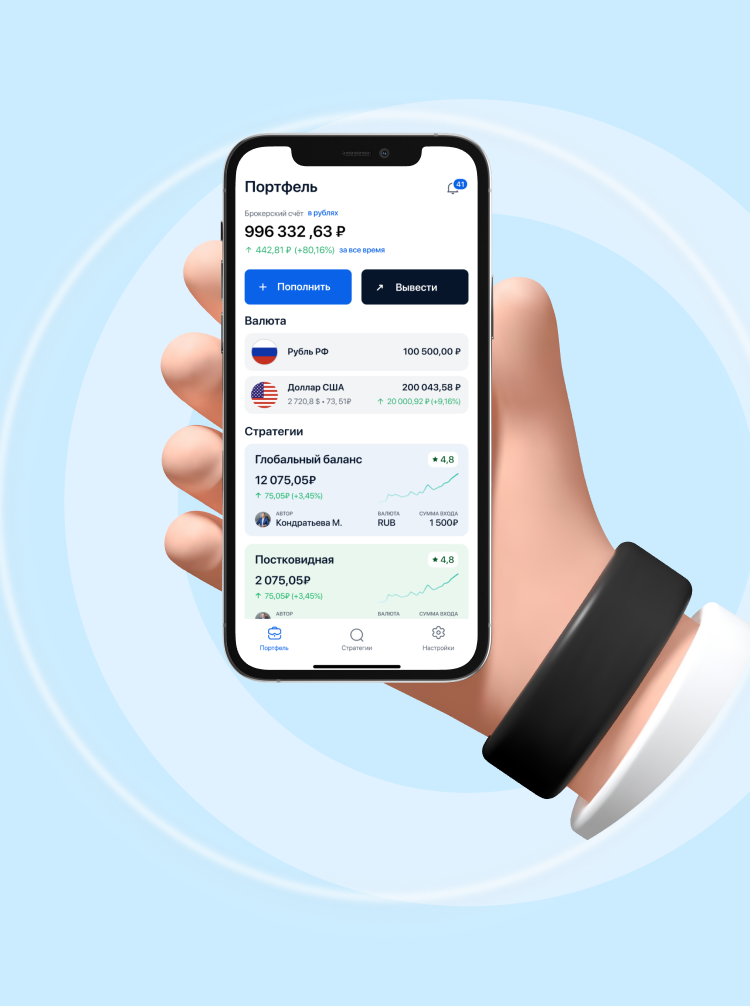 Портфель
41
Брокерский счёт в рублях
996 332 ,63 ₽
↑ 442,81 ₽ (+80,16%) за все время
+ Пополнить
↗ Вывести
Валюта
Рубль РФ 100 500,00 ₽
Доллар США 200 043,58 ₽
2 720,8 $ • 73,51₽ ↑ 20 000,92 ₽ (+9,16%)
Стратегии
Глобальный баланс ★ 4,8
12 075,05₽
↑ 75,05₽ (+3,45%)
АВТОР ВАЛЮТА СУММА ВХОДА
Кондратьева М. RUB 1 500₽
Постковидная ★ 4,8
2 075,05₽
↑ 75,05₽ (+3,45%)
АВТОР ВАЛЮТА СУММА ВХОДА
Портфель Стратегии Настройки